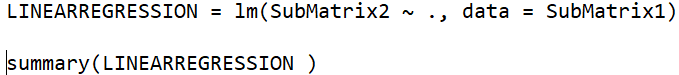 LINEARREGRESSION = lm(SubMatrix2 ~ ., data = SubMatrix1)
summary(LINEARREGRESSION )